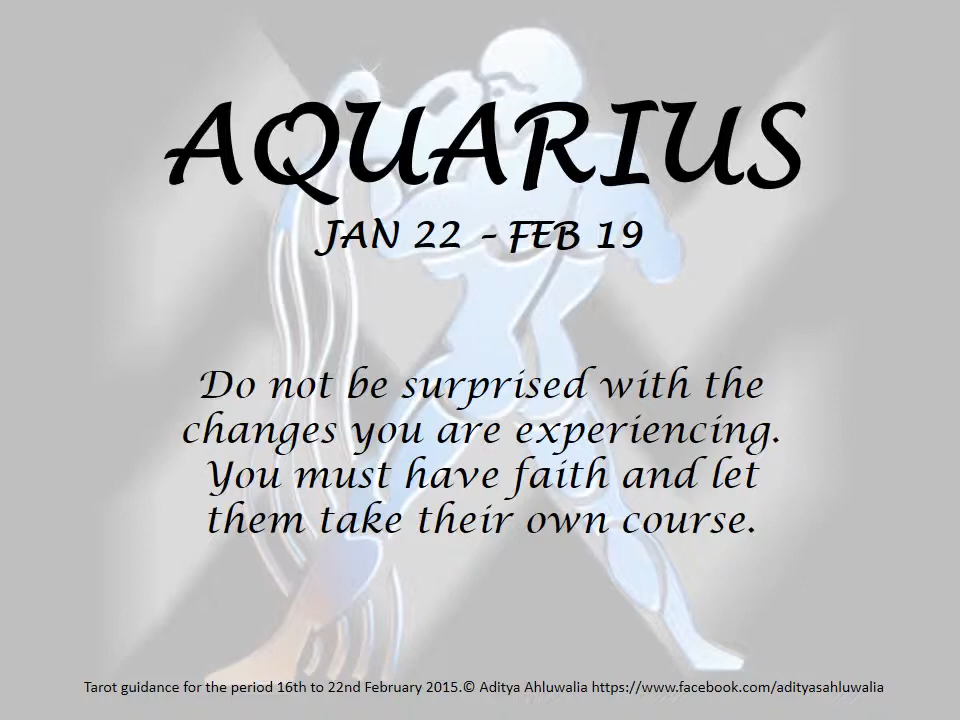 AQUARIUS
JAN 22 – FEB 19
Do not be surprised with the
changes you are experiencing.
You must have faith and let
them take their own course.
Tarot guidance for the period 16th to 22nd February 2015.© Aditya Ahluwalia https://www.facebook.com/adityasahluwalia